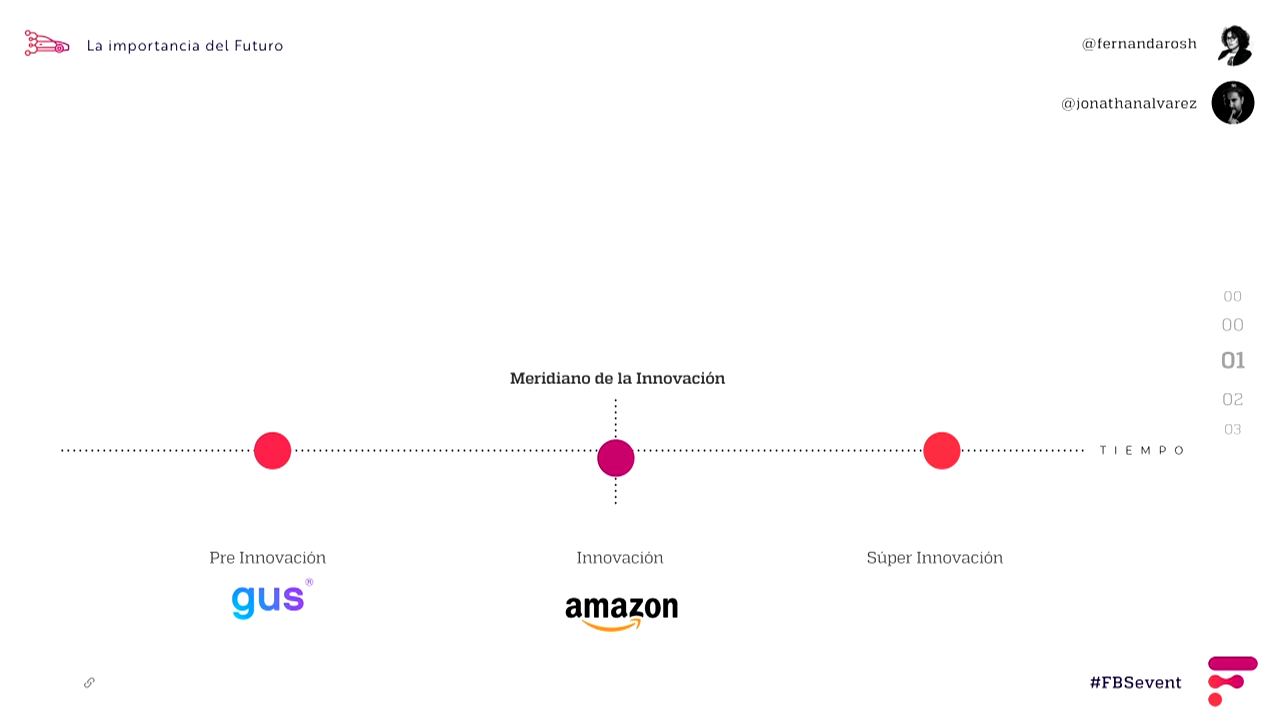 La importancia del Futuro
@fernandarosh
@jonathanalvarez
00
00
01
02
03
Meridiano de la Innovación
TIEMPO
Pre Innovación
Innovación
Súper Innovación
gus®
amazon
#FBSevent